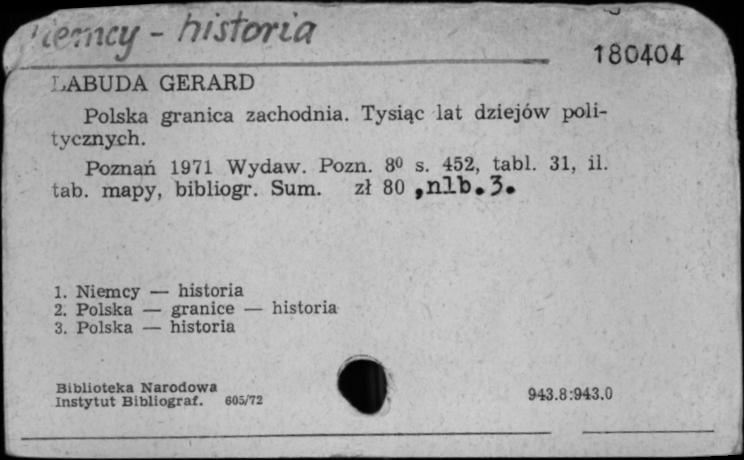 Niemcy - historia
180404
LABUDA GERARD
Polska granica zachodnia. Tysiąc lat dziejów poli-
tycznych.
Poznań 1971 Wydaw. Pozn. 8⁰ s. 452, tabl. 31, il.
tab. mapy, bibliogr. Sum. zł 80 ,nlb.3.
1. Niemcy — historia
2. Polska — granice — historia
3. Polska — historia
Biblioteka Narodowa
Instytut Bibliograf. 605/72
943.8:943.0